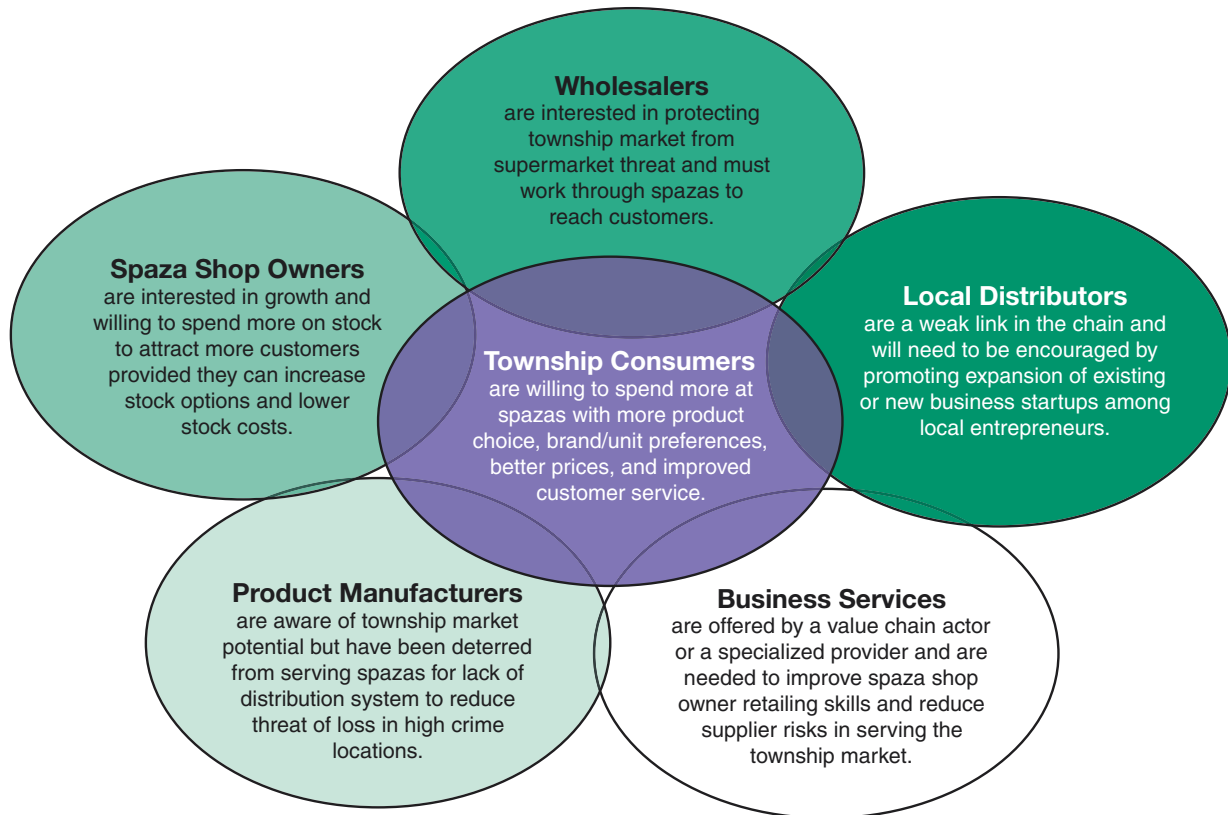 Wholesalers
are interested in protecting
township market from
supermarket threat and must
work through spazas to
reach customers.
Spaza Shop Owners
are interested in growth and
willing to spend more on stock
to attract more customers
provided they can increase
stock options and lower
stock costs.
Local Distributors
are a weak link in the chain and
will need to be encouraged by
promoting expansion of existing
or new business startups among
local entrepreneurs.
Township Consumers
are willing to spend more at
spazas with more product
choice, brand/unit preferences,
better prices, and improved
customer service.
Product Manufacturers
are aware of township market
potential but have been deterred
from serving spazas for lack of
distribution system to reduce
threat of loss in high crime
locations.
Business Services
are offered by a value chain actor
or a specialized provider and are
needed to improve spaza shop
owner retailing skills and reduce
supplier risks in serving the
township market.